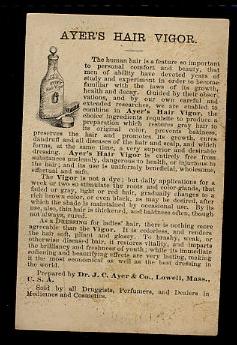 AYER'S HAIR VIGOR.
The human hair is a feature so important
to personal comfort and beauty, that
men of ability have devoted years of
study and experiment in order to become
familiar with the laws of its growth,
health and decay. Guided by their obser-
vations, and by our own careful and
extended researches, we are enabled to
combine in Ayer's Hair Vigor, the
choice ingredients requisite to produce a
preparation which restores gray hair to
its original color, prevents baldness,
preserves the hair and promotes its growth, cures
dandruff and all diseases of the hair and scalp, and which
forms, at the same time, a very superior and desirable
dressing. Ayer's Hair Vigor is entirely free from
substances uncleanly, dangerous to health, or injurious to
the hair; and its use is uniformly beneficial, wholesome,
effectual and safe.
The Vigor is not a dye; but daily applications for a
week or two so stimulate the roots and color-glands, that
faded or gray, light or red hair, gradually changes to a
rich brown color, or even black, as may be desired, after
which the shade is maintained by occasional use. By its
use, also, thin hair is thickened, and baldness often, though
not always, cured.
As a DRESSING for ladies' hair, there is nothing more
agreeable than the Vigor. It is colorless, and renders
the hair soft, pliant and glossy. To brashy, weak, or
otherwise diseased hair, it restores vitality, and imparts
the brilliancy and freshness of youth; while its immediate
softening and beautifying effects are very lasting, making
it the most economical as well as the best dressing in
the world.
Prepared by Dr. J. C. Ayer & Co., Lowell, Mass.,
U. S. A.
Sold by all Druggists, Perfumers, and Dealers in
Medicines and Cosmetics.